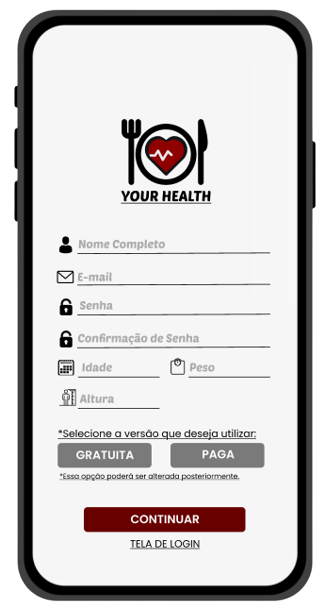 YOUR HEALTH
Nome Completo
E-mail
Senha
Confirmação de Senha
Idade Peso
Altura
*Selecione a versão que deseja utilizar:
GRATUITA PAGA
*Essa opção poderá ser alterada posteriormente.
CONTINUAR
TELA DE LOGIN